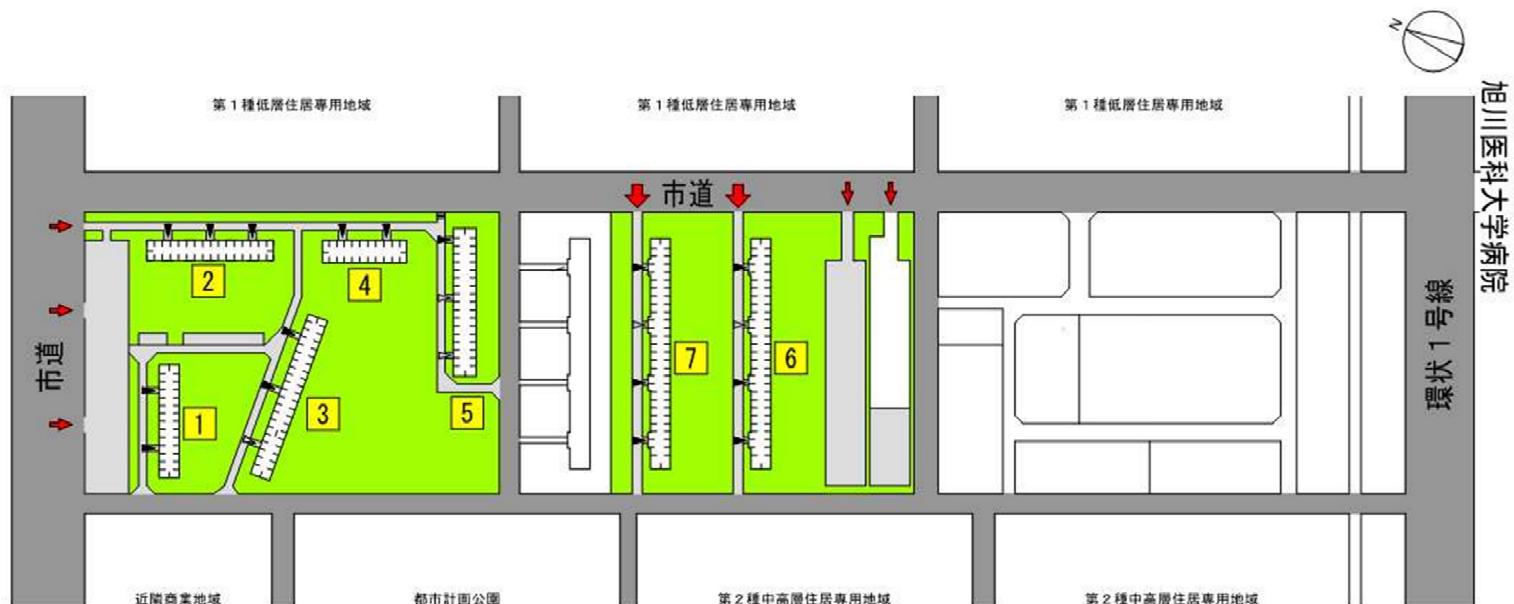 N
旭川医科大学病院
第１種低層住居専用地域
第１種低層住居専用地域
第１種低層住居専用地域
市道
2
4
7
6
1
3
5
市道
環状１号線
近隣商業地域
都市計画公園
第２種中高層住居専用地域
第２種中高層住居専用地域